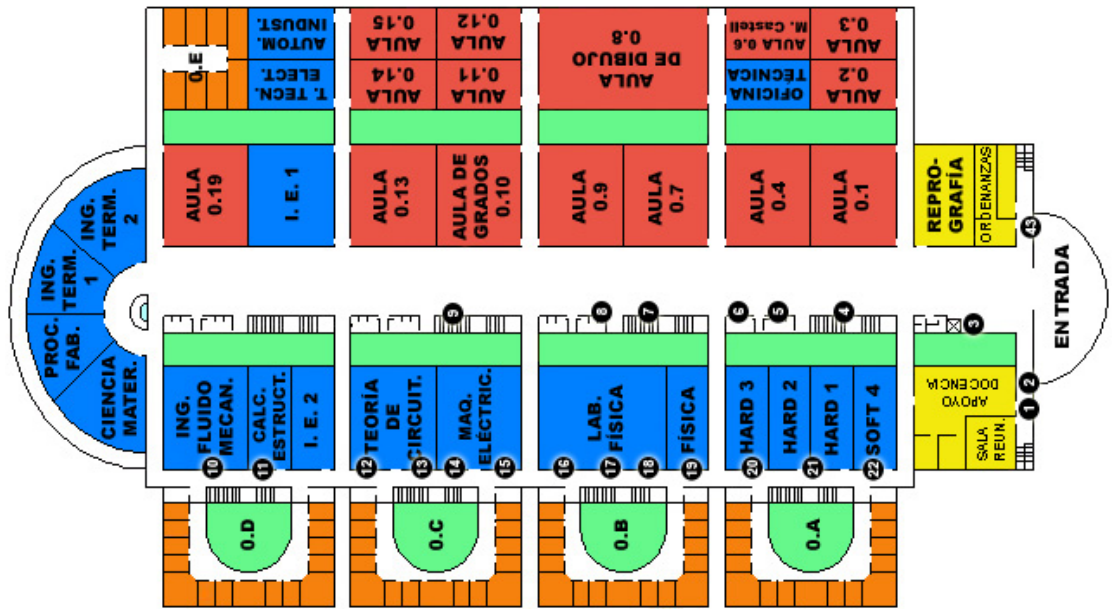 0.E
T. TECN.
ELECT.
AUTOM.
INDUST.
AULA
0.14
AULA
0.15
AULA
0.11
AULA
0.12
AULA
DE DIBUJO
0.8
OFICINA
TÉCNICA
AULA 0.6
M. Castell
AULA
0.2
AULA
0.3
AULA
0.19
I. E. 1
AULA
0.13
AULA DE
GRADOS
0.10
AULA
0.9
AULA
0.7
AULA
0.4
AULA
0.1
REPRO-
GRAFÍA
ORDENANZAS
43
ENTRADA
ING.
TERM.
2
ING.
TERM.
1
PROC.
FAB.
CIENCIA
MATER.
9
8
7
6
5
4
3
2
1
ING.
FLUIDO
MECAN.
CALC.
ESTRUCT.
I. E. 2
TEORÍA
DE
CIRCUIT.
MAQ.
ELÉCTRIC.
LAB.
FÍSICA
FÍSICA
HARD 3
HARD 2
HARD 1
SOFT 4
APOYO
DOCENCIA
SALA
REUN.
10
11
12
13
14
15
16
17
18
19
20
21
22
0.D
0.C
0.B
0.A